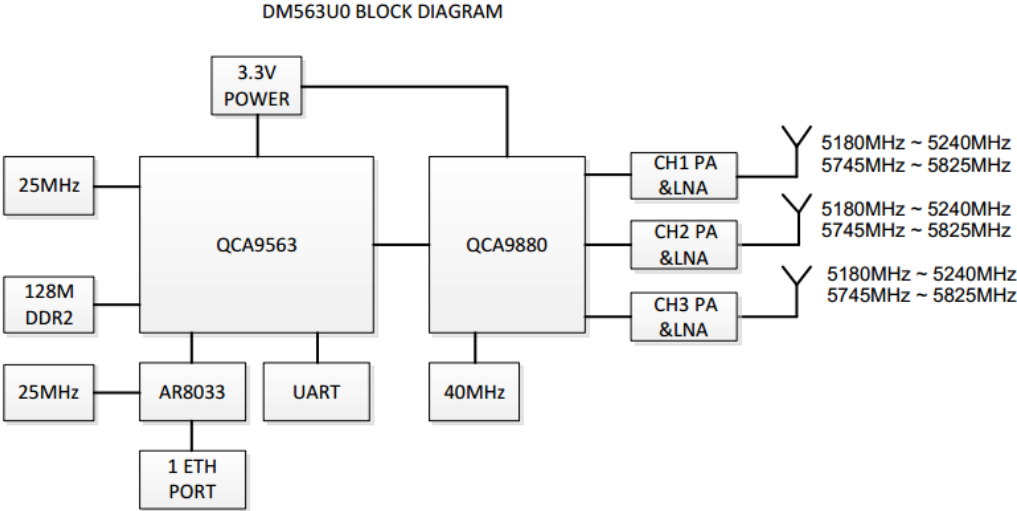 DM563U0 BLOCK DIAGRAM
3.3V
POWER
25MHz
QCA9563
QCA9880
CH1 PA
&LNA
5180MHz ~ 5240MHz
5745MHz ~ 5825MHz
CH2 PA
&LNA
5180MHz ~ 5240MHz
5745MHz ~ 5825MHz
CH3 PA
&LNA
5180MHz ~ 5240MHz
5745MHz ~ 5825MHz
128M
DDR2
25MHz
AR8033
UART
40MHz
1 ETH
PORT